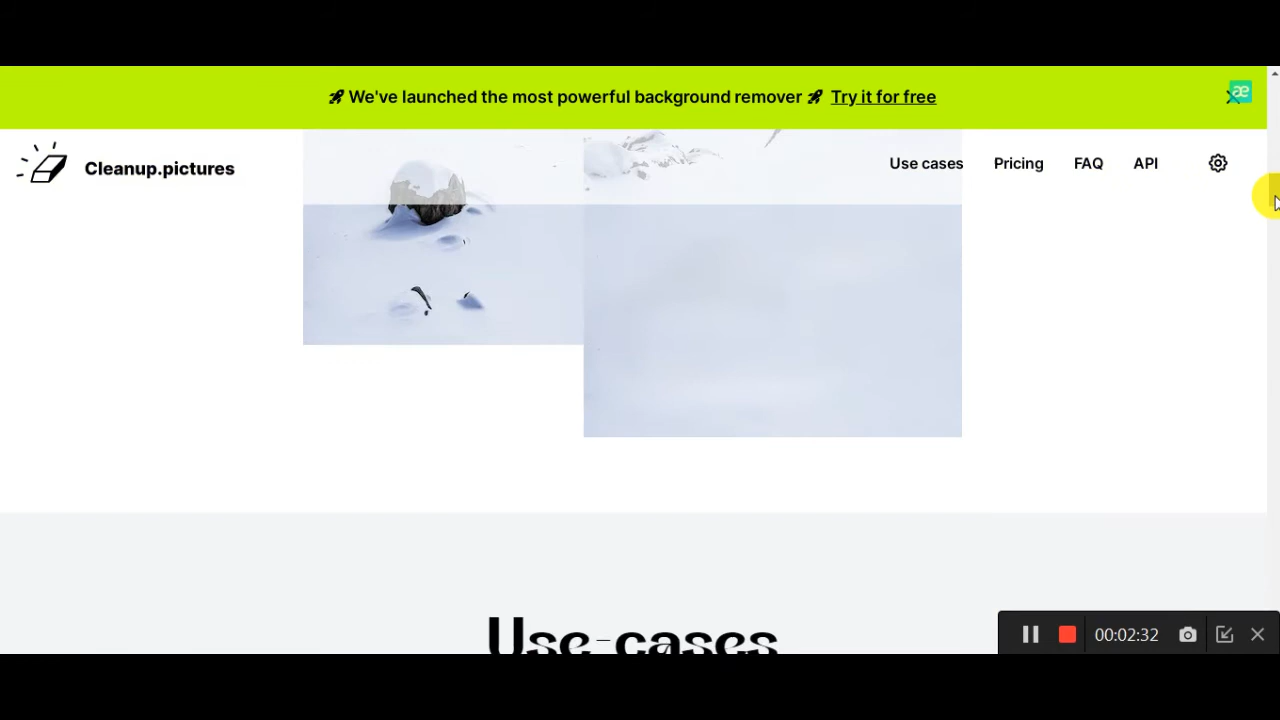 🚀 We've launched the most powerful background remover 🚀 Try it for free
æ
Cleanup.pictures
Use cases
Pricing
FAQ
API
Use-cases
00:02:32